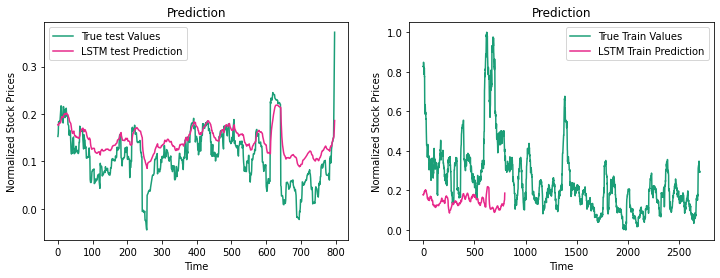 Prediction
True test Values
LSTM test Prediction
Normalized Stock Prices
0.3
0.2
0.1
0.0
0 100 200 300 400 500 600 700 800
Time
Prediction
True Train Values
LSTM Train Prediction
Normalized Stock Prices
1.0
0.8
0.6
0.4
0.2
0.0
0 500 1000 1500 2000 2500
Time